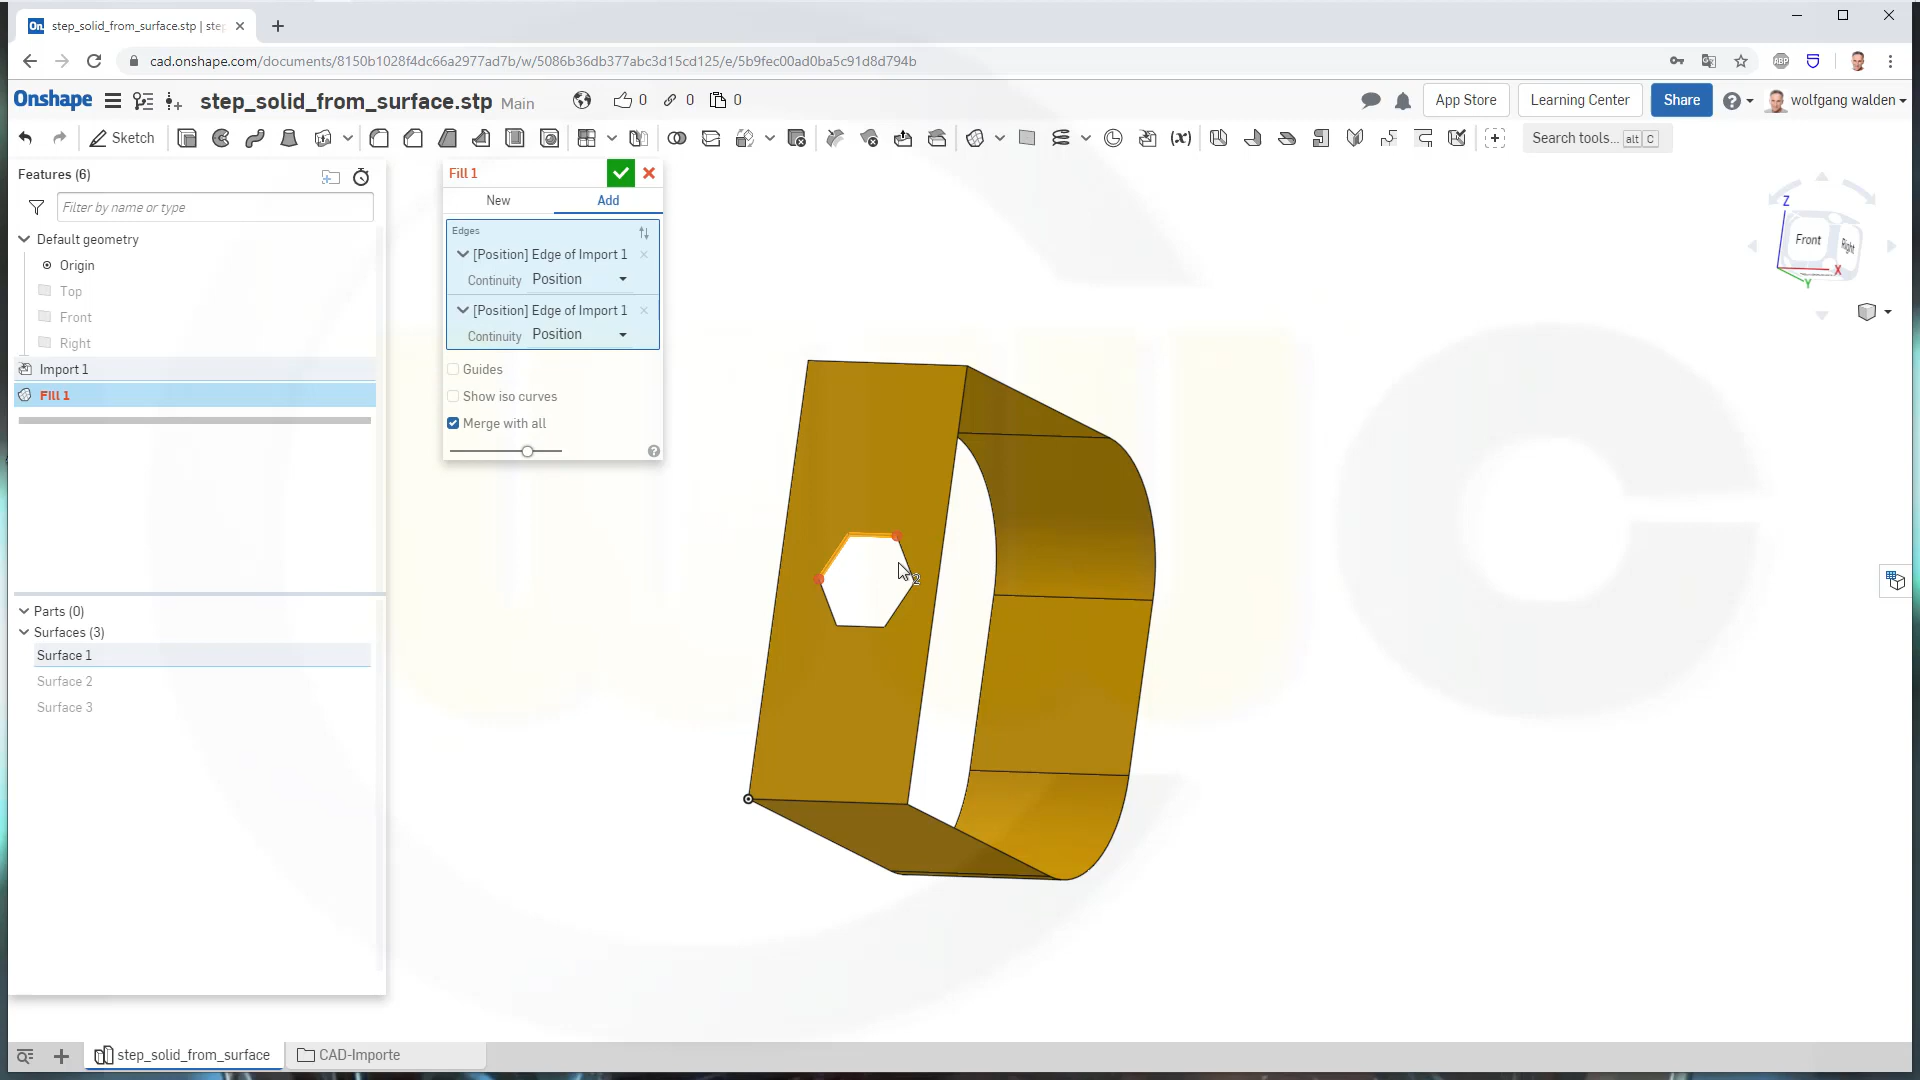 On step_solid_from_surface.stp | ste
cad.onshape.com/documents/8150b1028f4dc66a2977ad7b/w/5086b36db377abc3d15cd125/e/5b9fec00ad0ba5c91d8d794b
ABP
Onshape step_solid_from_surface.stp Main 0 0 0 App Store Learning Center Share wolfgang walden
Sketch (x) Search tools... alt C
Features (6)
Filter by name or type
Default geometry
Origin
Top
Front
Right
Import 1
Fill 1
Parts (0)
Surfaces (3)
Surface 1
Surface 2
Surface 3
Fill 1
New Add
Edges
[Position] Edge of Import 1
Continuity Position
[Position] Edge of Import 1
Continuity Position
Guides
Show iso curves
Merge with all
Z
Front Right
X
Y
2
step_solid_from_surface CAD-Importe